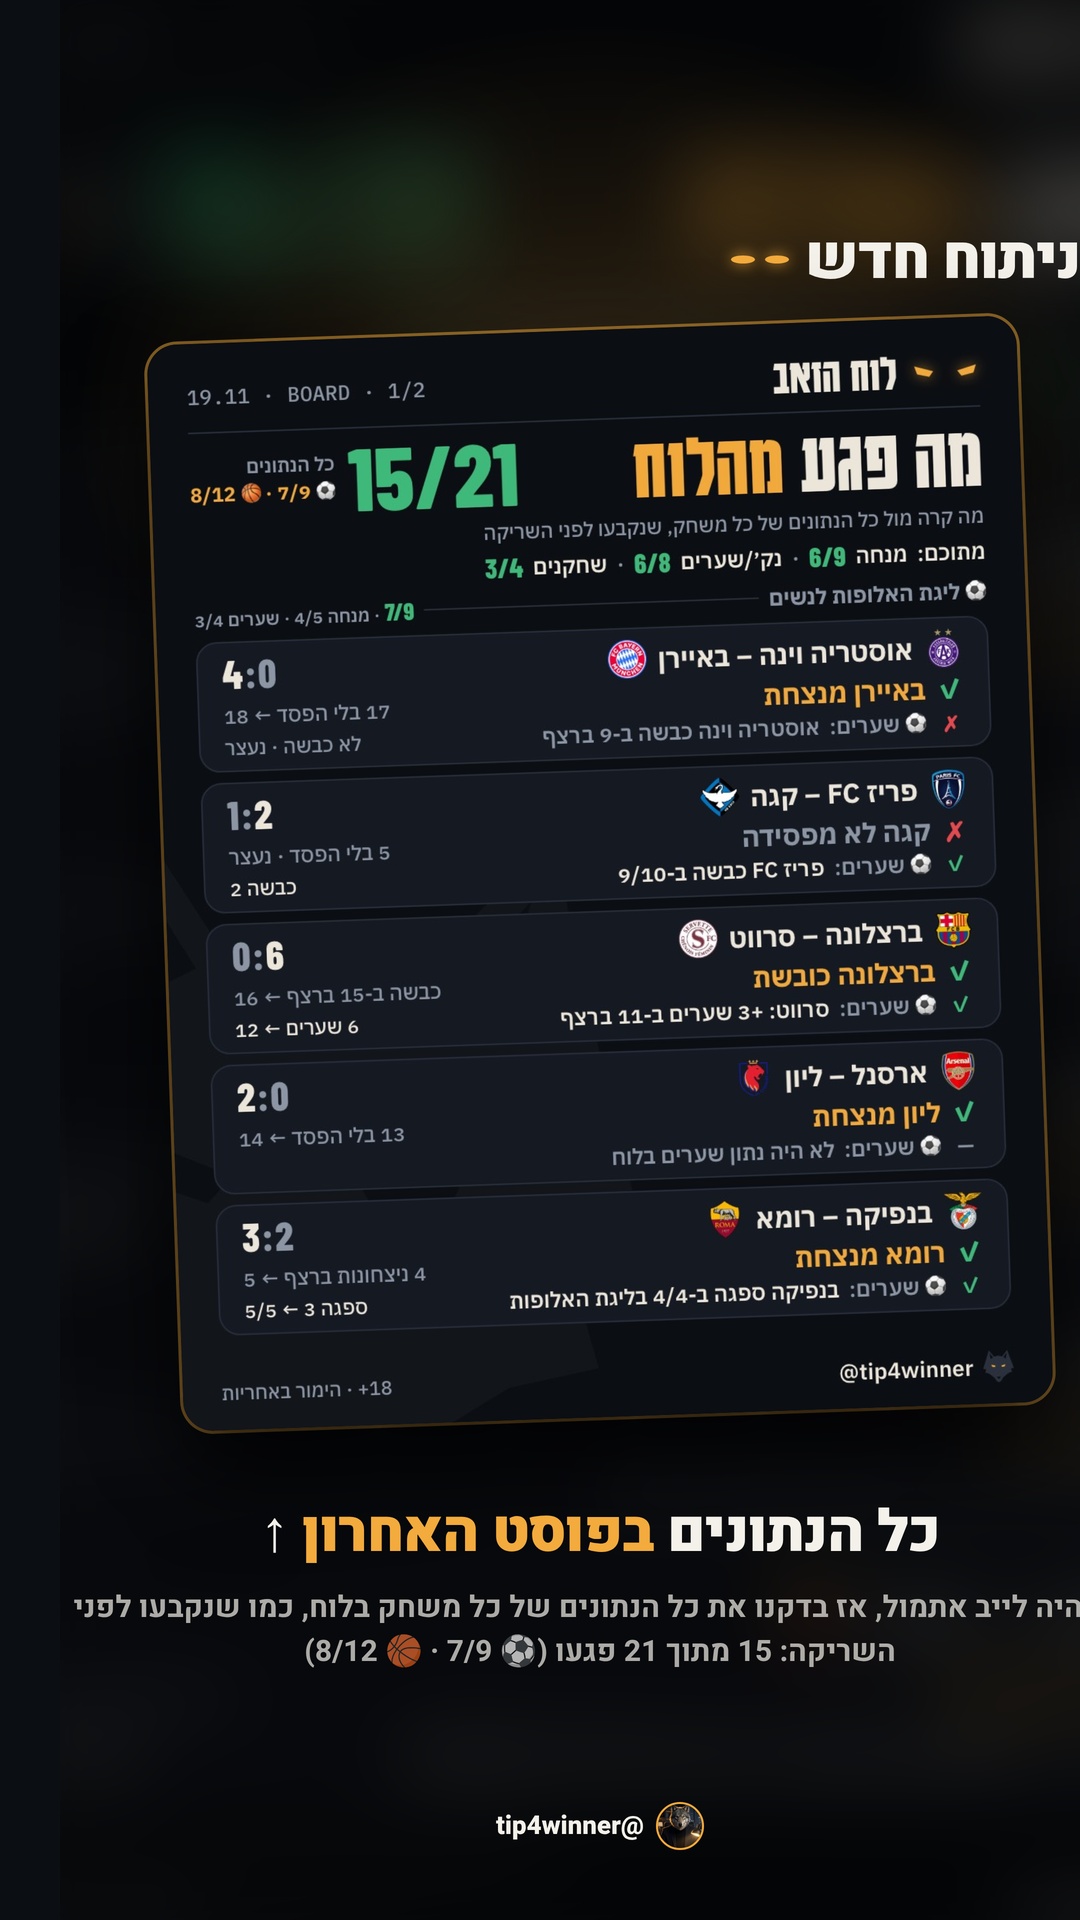 ניתוח חדש
לוח הזאב
19.11 · BOARD · 1/2
מה פגע מהלוח
15/21
כל הנתונים
⚽ 7/9 · 🏀 8/12
מה קרה מול כל הנתונים של כל משחק, שנקבעו לפני השריקה
מתוכם: מנחה 6/9 · נק'/שערים 6/8 · שחקנים 3/4
⚽ ליגת האלופות לנשים
7/9 · מנחה 4/5 · שערים 3/4
אוסטריה וינה – באיירן
4:0
✓ באיירן מנצחת
17 בלי הפסד ← 18
✗ ⚽ שערים: אוסטריה וינה כבשה ב-9 ברצף
לא כבשה · נעצר
פריז FC – קגה
1:2
✗ קגה לא מפסידה
5 בלי הפסד · נעצר
✓ ⚽ שערים: פריז FC כבשה ב-9/10
כבשה 2
ברצלונה – סרווט
0:6
✓ ברצלונה כובשת
כבשה ב-15 ברצף ← 16
✓ ⚽ שערים: סרווט: +3 שערים ב-11 ברצף
6 שערים ← 12
ארסנל – ליון
2:0
✓ ליון מנצחת
13 בלי הפסד ← 14
— ⚽ שערים: לא היה נתון שערים בלוח
בנפיקה – רומא
3:2
✓ רומא מנצחת
4 ניצחונות ברצף ← 5
✓ ⚽ שערים: בנפיקה ספגה ב-4/4 בליגת האלופות
ספגה 3 ← 5/5
@tip4winner
18+ · הימור באחריות
כל הנתונים בפוסט האחרון ↑
היה לייב אתמול, אז בדקנו את כל הנתונים של כל משחק בלוח, כמו שנקבעו לפני
השריקה: 15 מתוך 21 פגעו (⚽ 7/9 · 🏀 8/12)
tip4winner@